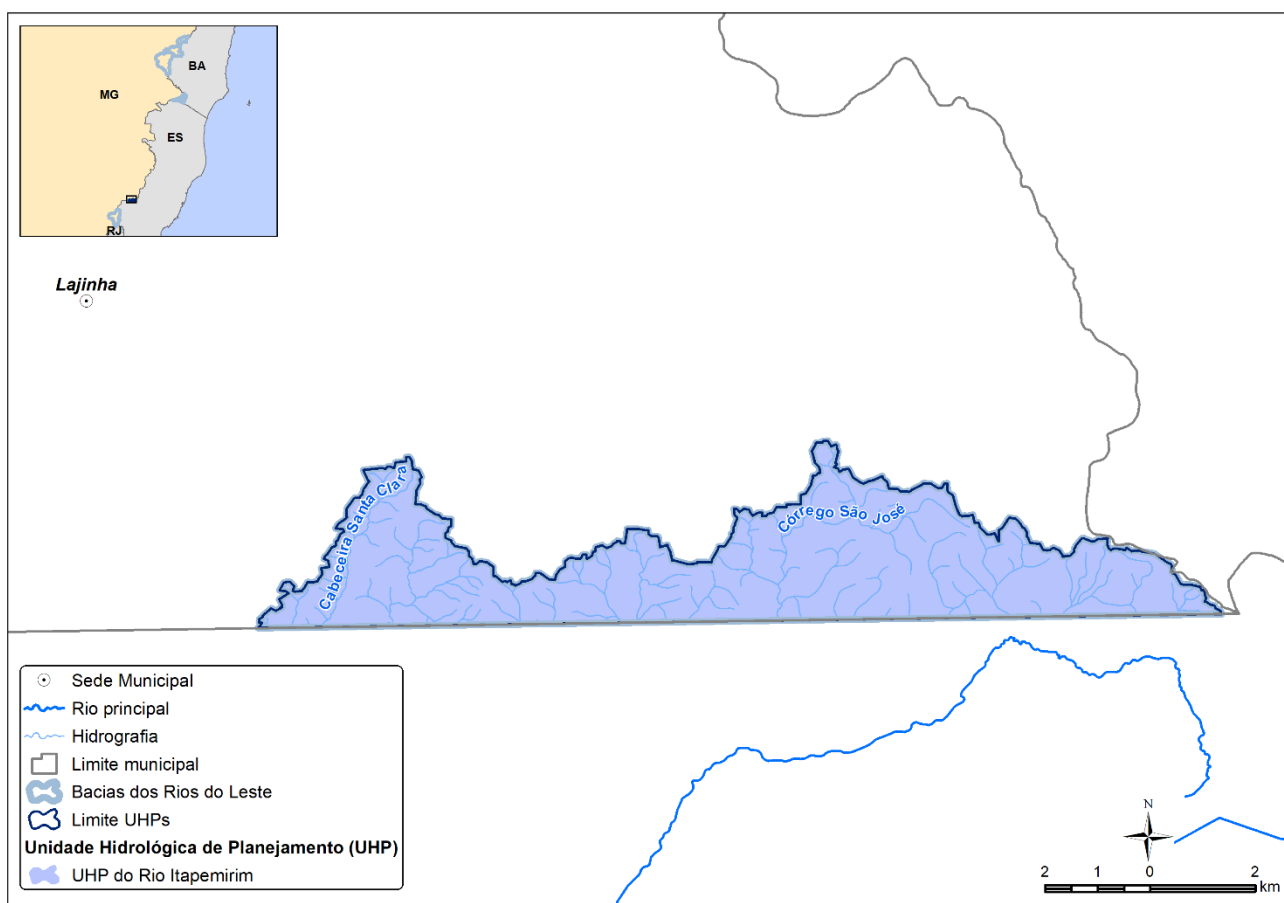 BA
MG
ES
RJ
Lajinha
Cabeceira Santa Clara
Córrego São José
Sede Municipal
Rio principal
Hidrografia
Limite municipal
Bacias dos Rios do Leste
Limite UHPs
Unidade Hidrológica de Planejamento (UHP)
UHP do Rio Itapemirim
N
2 1 0 2
km